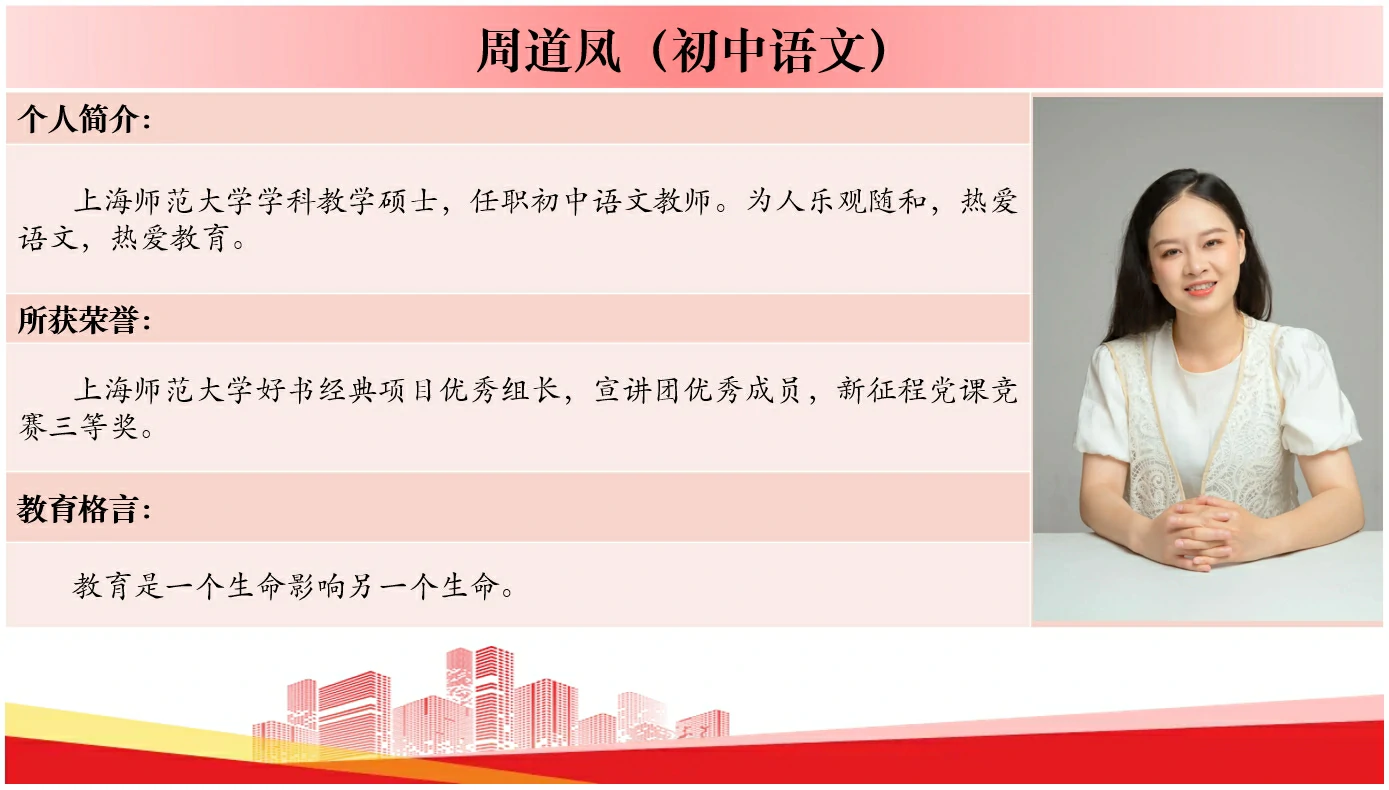 周道凤（初中语文）
个人简介：
上海师范大学学科教学硕士，任职初中语文教师。为人乐观随和，热爱
语文，热爱教育。
所获荣誉：
上海师范大学好书经典项目优秀组长，宣讲团优秀成员，新征程党课竞
赛三等奖。
教育格言：
教育是一个生命影响另一个生命。